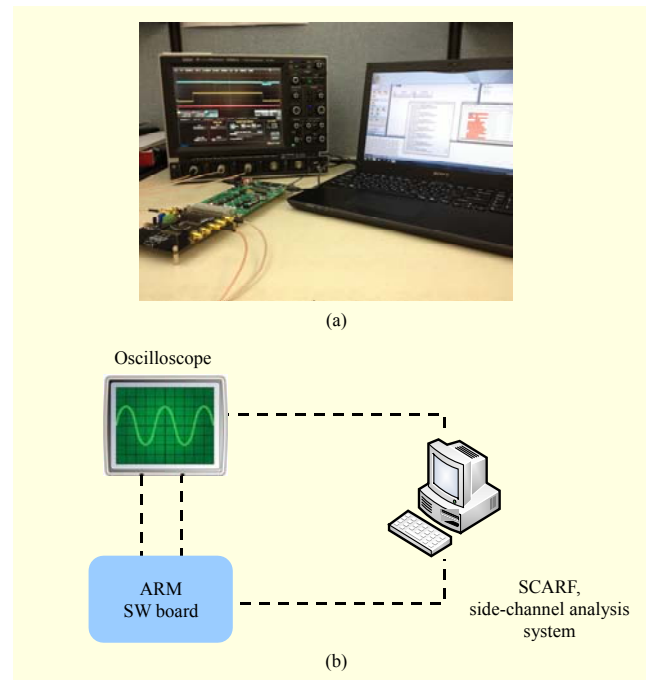 (a)
Oscilloscope
ARM
SW board
SCARF,
side-channel analysis
system
(b)